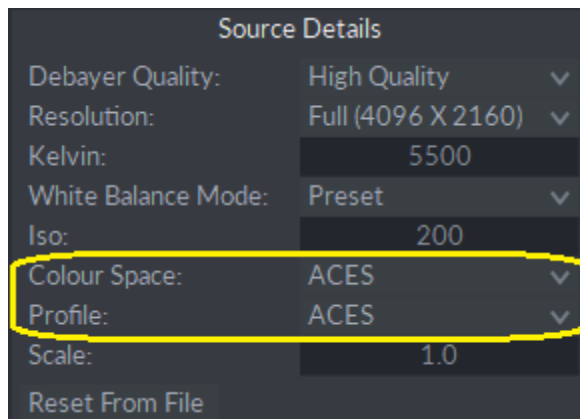 Source Details
Debayer Quality: High Quality
Resolution: Full (4096 X 2160)
Kelvin: 5500
White Balance Mode: Preset
Iso: 200
Colour Space: ACES
Profile: ACES
Scale: 1.0
Reset From File